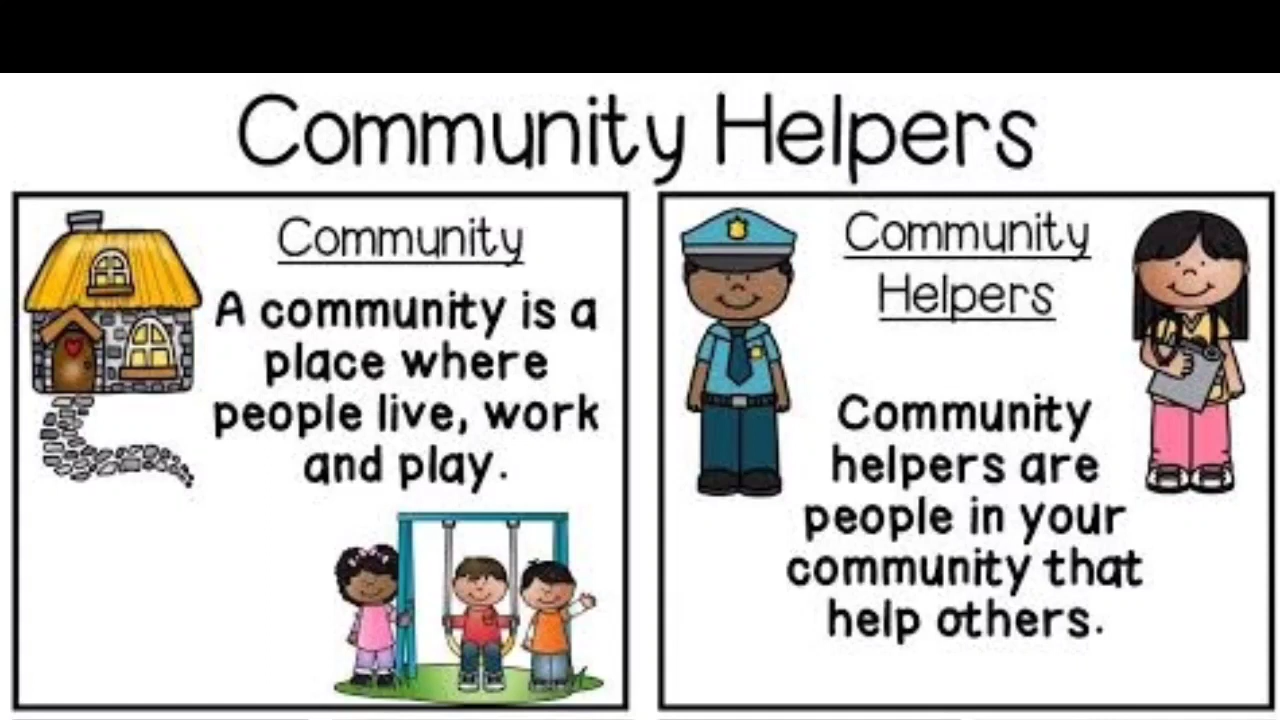 Community Helpers
Community
A community is a
place where
people live, work
and play.
Community
Helpers
Community
helpers are
people in your
community that
help others.